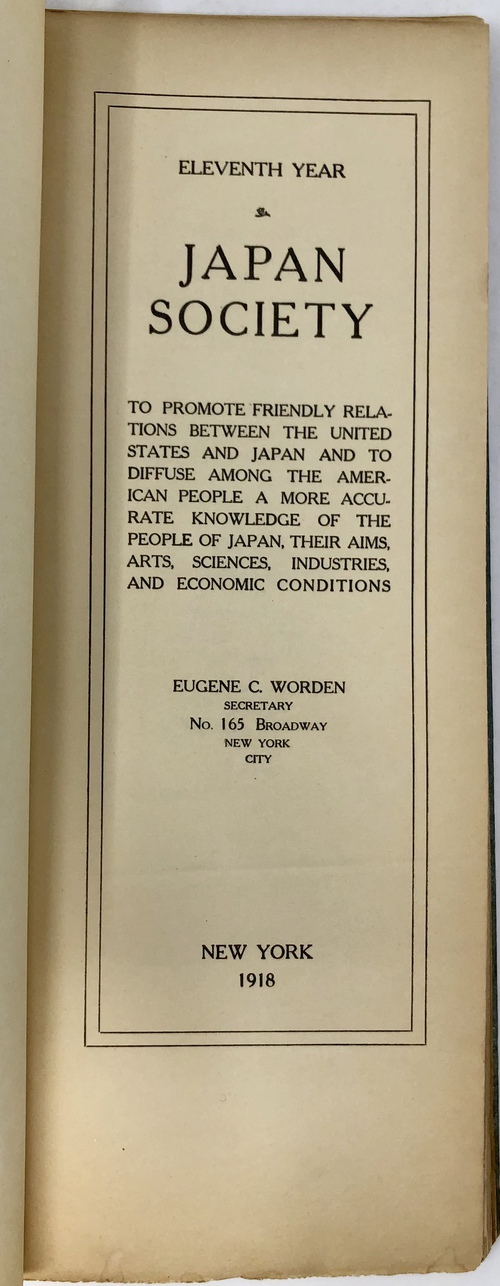 ELEVENTH YEAR
JAPAN
SOCIETY
TO PROMOTE FRIENDLY RELA-
TIONS BETWEEN THE UNITED
STATES AND JAPAN AND TO
DIFFUSE AMONG THE AMER-
ICAN PEOPLE A MORE ACCU-
RATE KNOWLEDGE OF THE
PEOPLE OF JAPAN, THEIR AIMS,
ARTS, SCIENCES, INDUSTRIES,
AND ECONOMIC CONDITIONS
EUGENE C. WORDEN
SECRETARY
No. 165 BROADWAY
NEW YORK
CITY
NEW YORK
1918